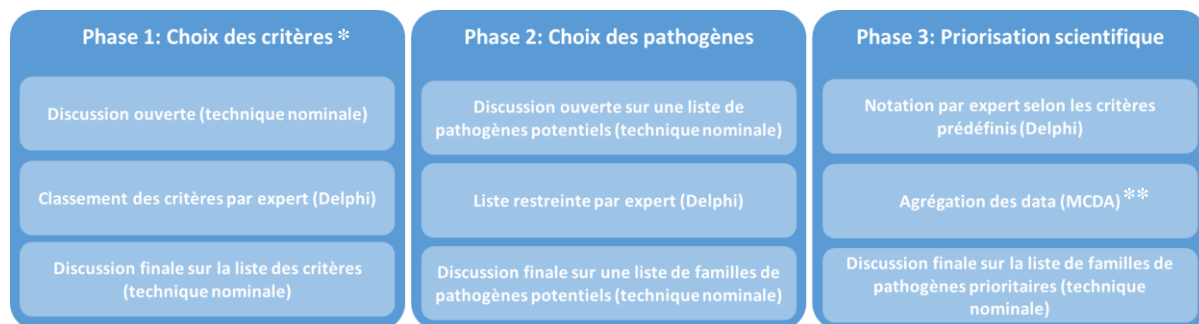 Phase 1: Choix des critères *
Discussion ouverte (technique nominale)
Classement des critères par expert (Delphi)
Discussion finale sur la liste des critères
(technique nominale)
Phase 2: Choix des pathogènes
Discussion ouverte sur une liste de
pathogènes potentiels (technique nominale)
Liste restreinte par expert (Delphi)
Discussion finale sur une liste de familles de
pathogènes potentiels (technique nominale)
Phase 3: Priorisation scientifique
Notation par expert selon les critères
prédéfinis (Delphi)
Agrégation des data (MCDA) **
Discussion finale sur la liste de familles de
pathogènes prioritaires (technique
nominale)